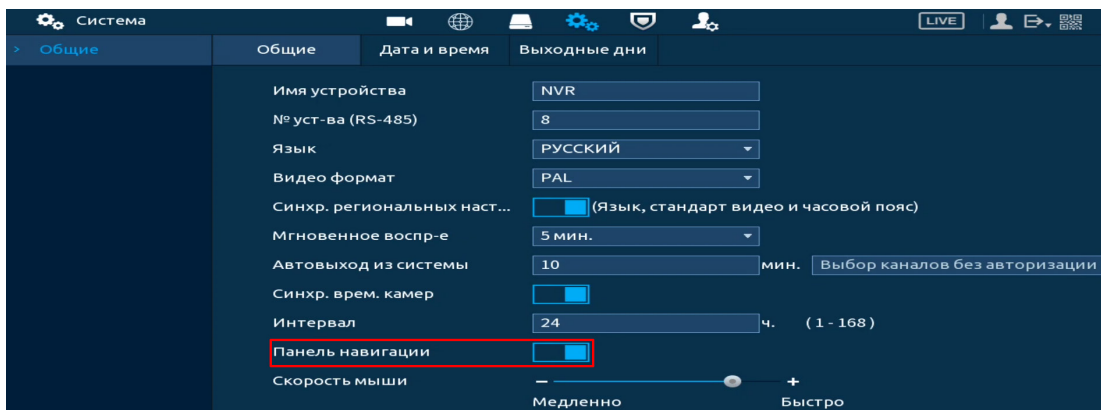 Система LIVE
Общие
Общие Дата и время Выходные дни
Имя устройства NVR
№ уст-ва (RS-485) 8
Язык РУССКИЙ
Видео формат PAL
Синхр. региональных наст... (Язык, стандарт видео и часовой пояс)
Мгновенное воспр-е 5 мин.
Автовыход из системы 10 мин. Выбор каналов без авторизации
Синхр. врем. камер
Интервал 24 ч. ( 1 - 168 )
Панель навигации
Скорость мыши − +
Медленно Быстро